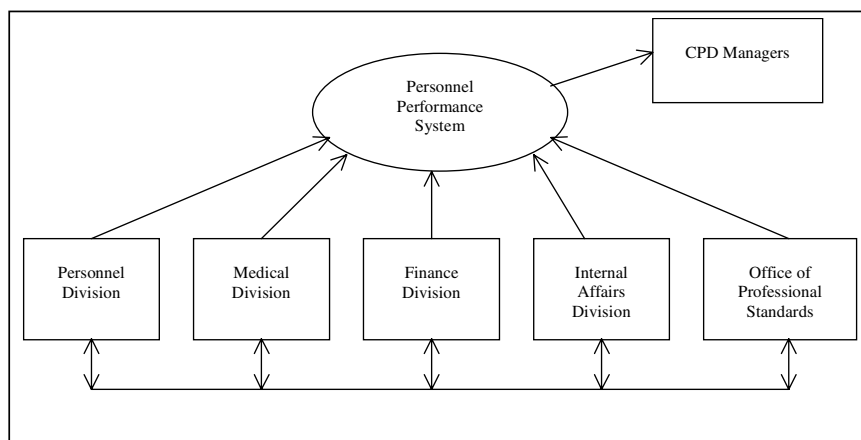 CPD Managers
Personnel
Performance
System
Personnel
Division
Medical
Division
Finance
Division
Internal
Affairs
Division
Office of
Professional
Standards